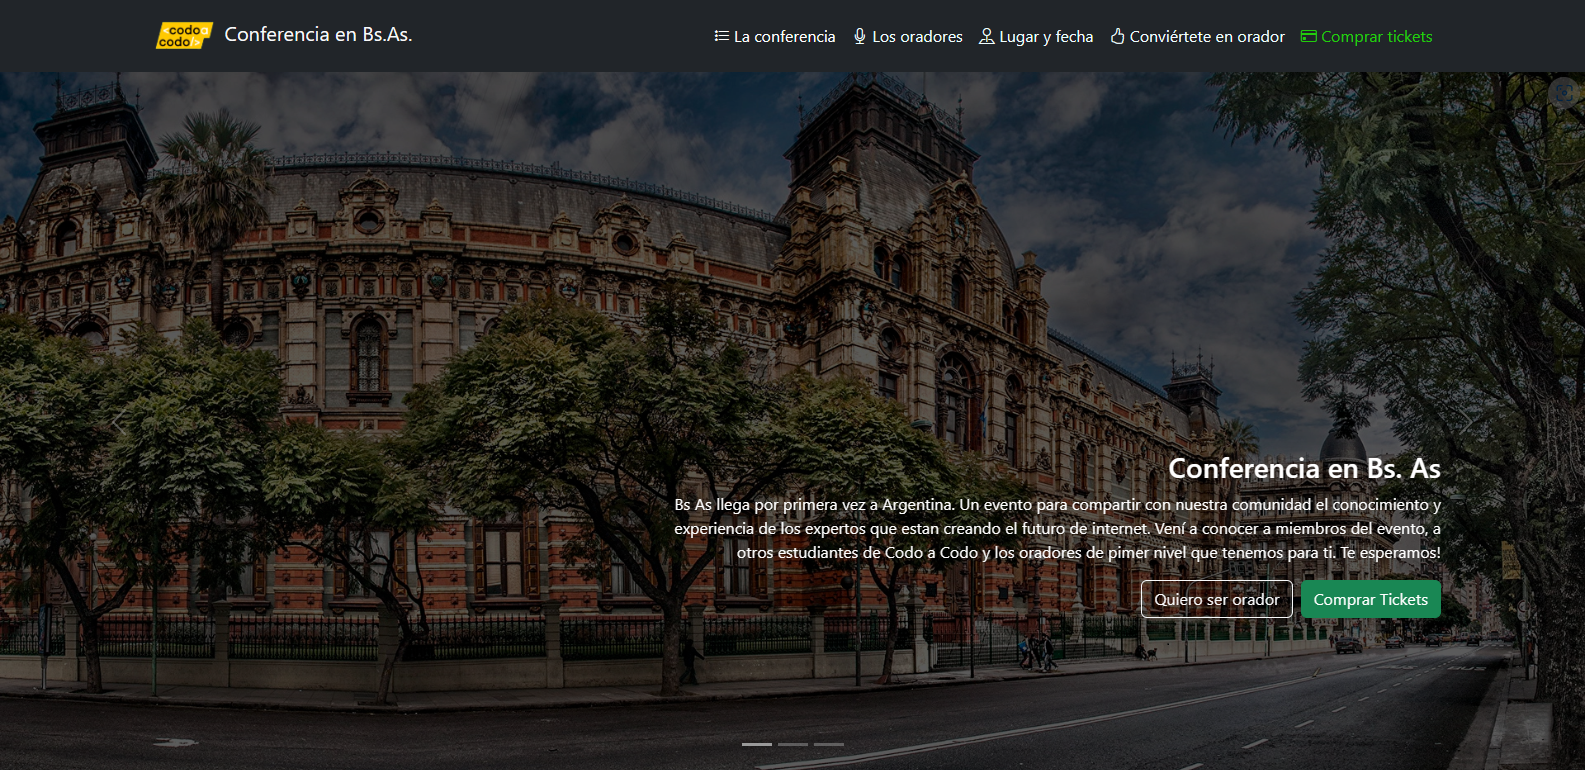 <codo a
codo/>
Conferencia en Bs.As.
La conferencia
Los oradores
Lugar y fecha
Conviértete en orador
Comprar tickets
Conferencia en Bs. As
Bs As llega por primera vez a Argentina. Un evento para compartir con nuestra comunidad el conocimiento y
experiencia de los expertos que estan creando el futuro de internet. Vení a conocer a miembros del evento, a
otros estudiantes de Codo a Codo y los oradores de pimer nivel que tenemos para ti. Te esperamos!
Quiero ser orador
Comprar Tickets